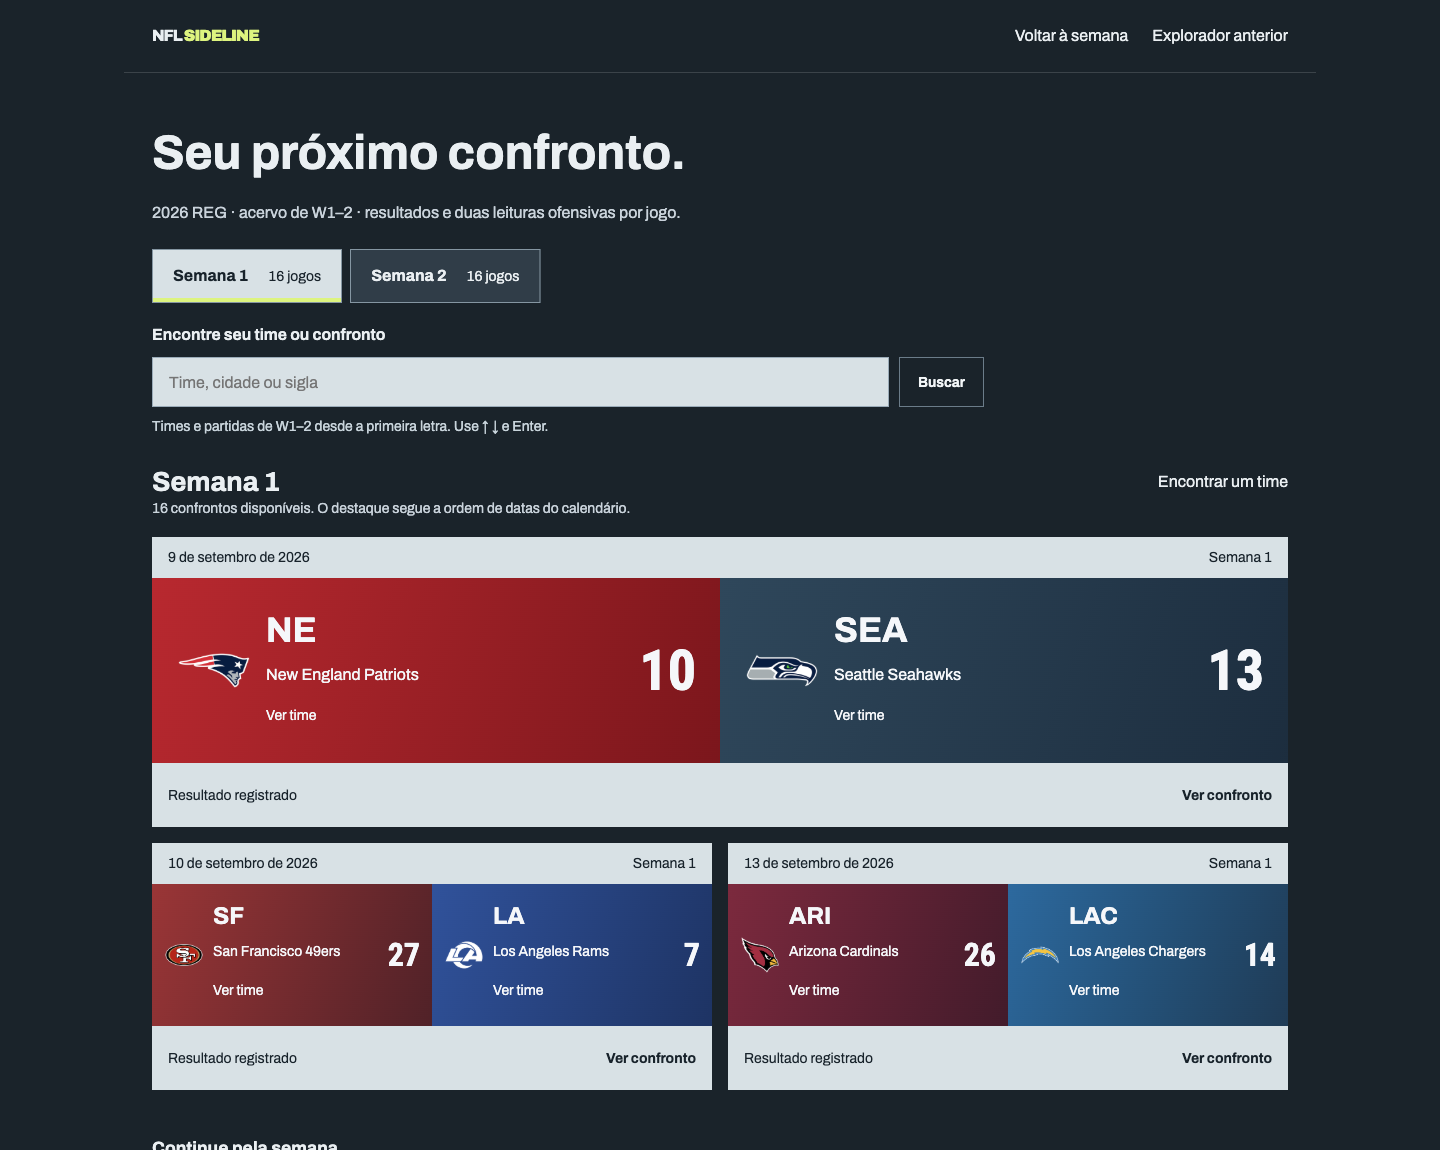 NFLSIDELINE
Voltar à semana
Explorador anterior
Seu próximo confronto.
2026 REG · acervo de W1–2 · resultados e duas leituras ofensivas por jogo.
Semana 1 16 jogos
Semana 2 16 jogos
Encontre seu time ou confronto
Time, cidade ou sigla
Buscar
Times e partidas de W1–2 desde a primeira letra. Use ↑ ↓ e Enter.
Semana 1
Encontrar um time
16 confrontos disponíveis. O destaque segue a ordem de datas do calendário.
9 de setembro de 2026
Semana 1
NE
New England Patriots
Ver time
10
SEA
Seattle Seahawks
Ver time
13
Resultado registrado
Ver confronto
10 de setembro de 2026
Semana 1
SF
San Francisco 49ers
Ver time
27
LA
Los Angeles Rams
Ver time
7
Resultado registrado
Ver confronto
13 de setembro de 2026
Semana 1
ARI
Arizona Cardinals
Ver time
26
LAC
Los Angeles Chargers
Ver time
14
Resultado registrado
Ver confronto
Continue pela semana